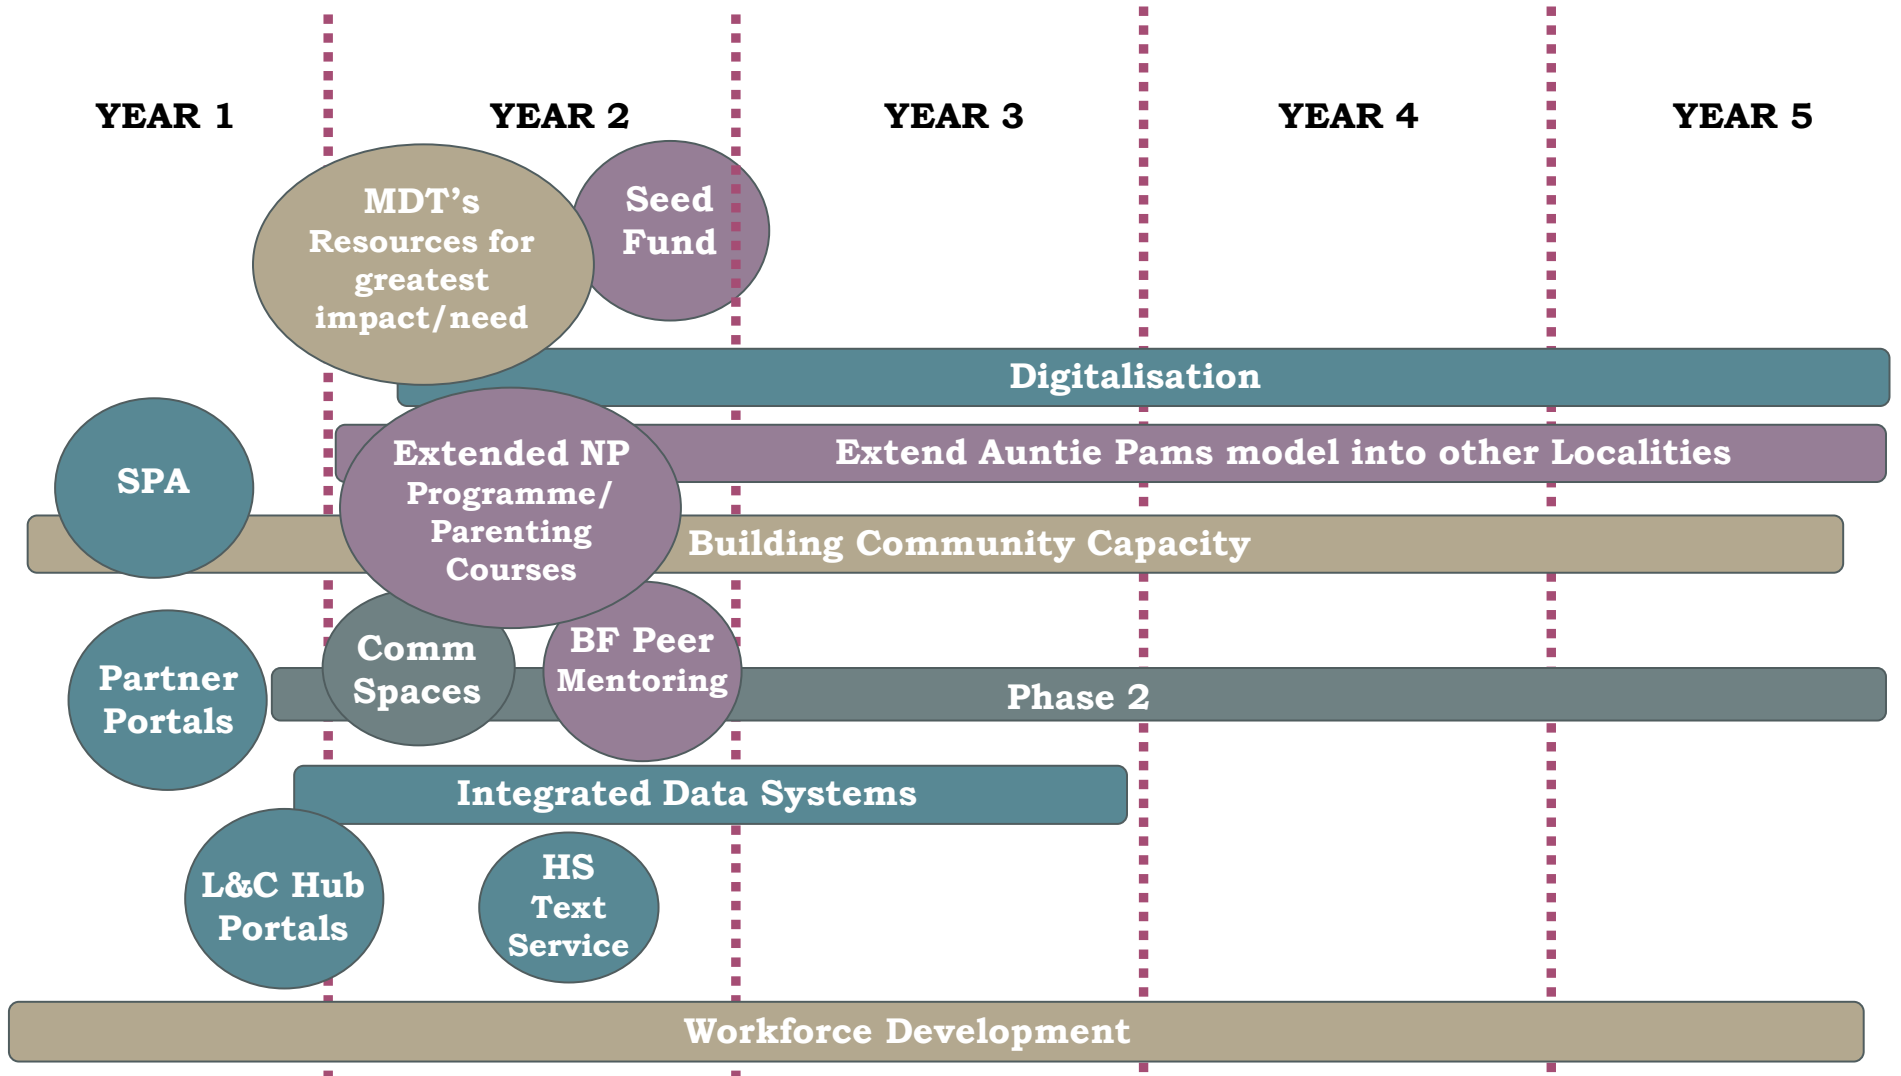 YEAR 1
YEAR 2
YEAR 3
YEAR 4
YEAR 5
MDT’s
Resources for
greatest
impact/need
Seed
Fund
Digitalisation
Extended NP
Programme/
Parenting
Courses
Extend Auntie Pams model into other Localities
SPA
Building Community Capacity
Partner
Portals
Comm
Spaces
BF Peer
Mentoring
Phase 2
Integrated Data Systems
L&C Hub
Portals
HS
Text
Service
Workforce Development